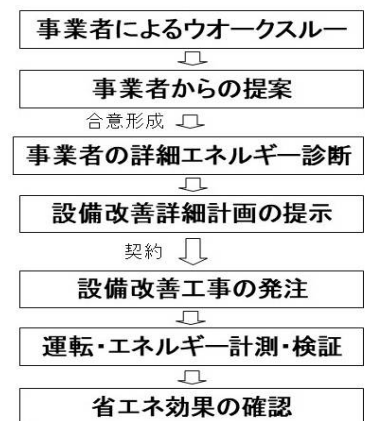 事業者によるウオークスルー
事業者からの提案
合意形成
事業者の詳細エネルギー診断
設備改善詳細計画の提示
契約
設備改善工事の発注
運転・エネルギー計測・検証
省エネ効果の確認